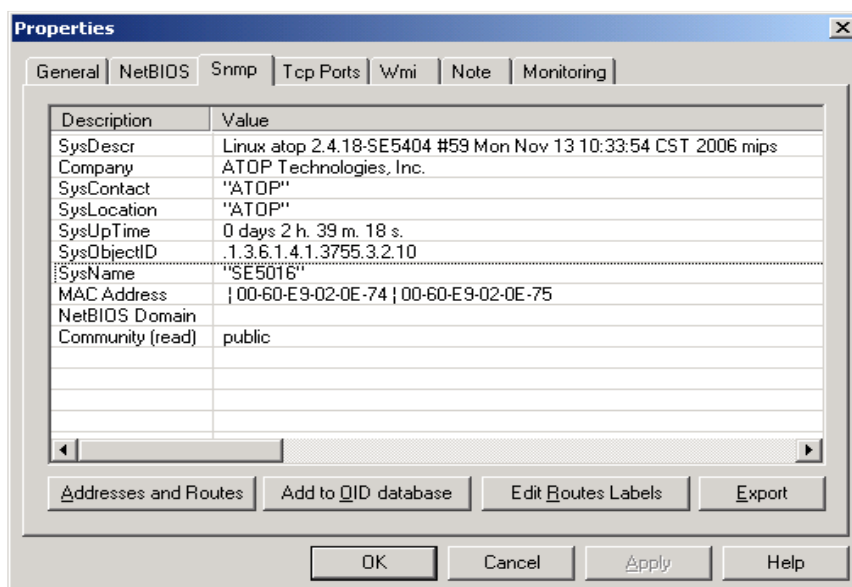 Properties
General NetBIOS Snmp Tcp Ports Wmi Note Monitoring
Description Value
SysDescr Linux atop 2.4.18-SE5404 #59 Mon Nov 13 10:33:54 CST 2006 mips
Company ATOP Technologies, Inc.
SysContact "ATOP"
SysLocation "ATOP"
SysUpTime 0 days 2 h. 39 m. 18 s.
SysObjectID .1.3.6.1.4.1.3755.3.2.10
SysName "SE5016"
MAC Address ¦ 00-60-E9-02-0E-74 ¦ 00-60-E9-02-0E-75
NetBIOS Domain
Community (read) public
Addresses and Routes Add to OID database Edit Routes Labels Export
OK Cancel Apply Help